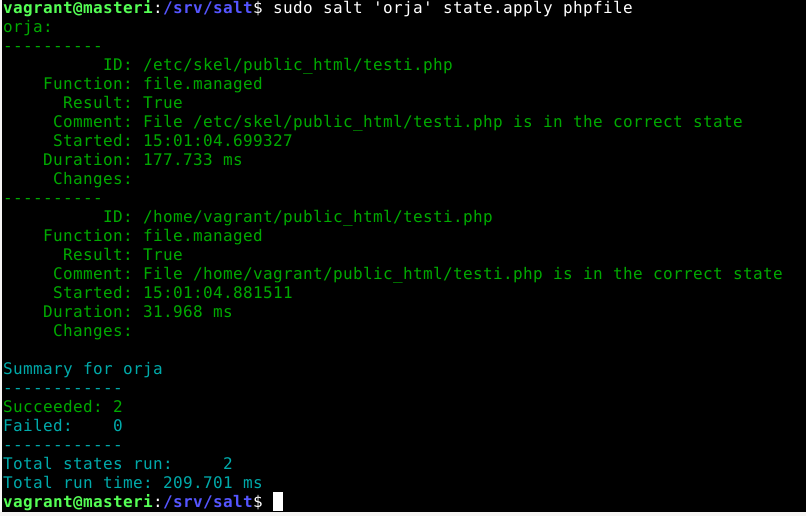 vagrant@masteri:/srv/salt$ sudo salt 'orja' state.apply phpfile
orja:
----------
          ID: /etc/skel/public_html/testi.php
    Function: file.managed
      Result: True
     Comment: File /etc/skel/public_html/testi.php is in the correct state
     Started: 15:01:04.699327
    Duration: 177.733 ms
     Changes:
----------
          ID: /home/vagrant/public_html/testi.php
    Function: file.managed
      Result: True
     Comment: File /home/vagrant/public_html/testi.php is in the correct state
     Started: 15:01:04.881511
    Duration: 31.968 ms
     Changes:

Summary for orja
------------
Succeeded: 2
Failed:    0
------------
Total states run:     2
Total run time: 209.701 ms
vagrant@masteri:/srv/salt$